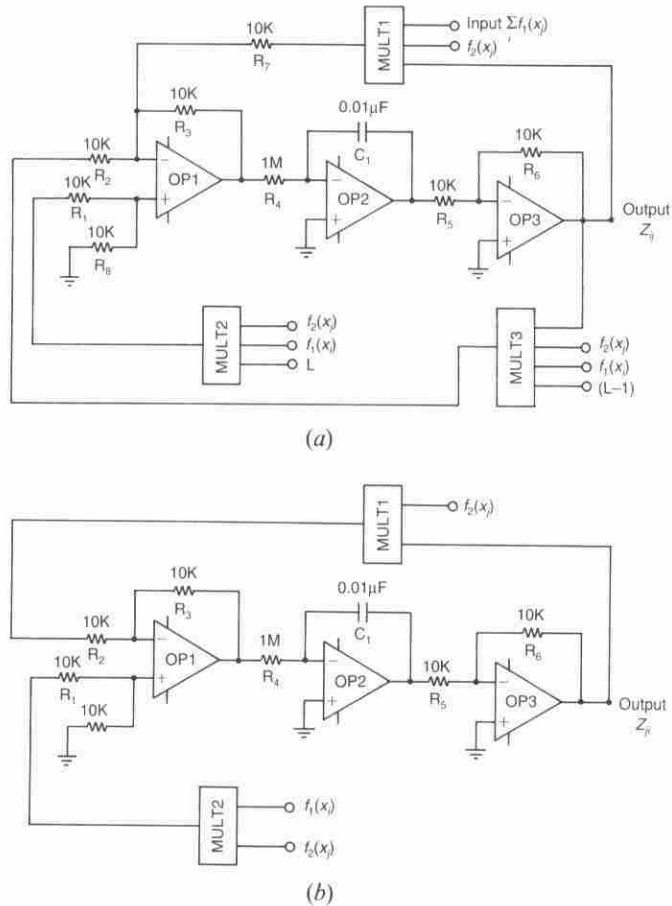 MULT1
Input Σf₁(xⱼ)
f₂(xⱼ)
10K
R₇
10K
R₃
0.01μF
C₁
10K
R₆
10K
R₂
10K
R₁
−
+
OP1
1M
R₄
−
+
OP2
10K
R₅
−
+
OP3
Output
Zᵢⱼ
10K
R₈
MULT2
f₂(xⱼ)
f₁(xᵢ)
L
MULT3
f₂(xⱼ)
f₁(xᵢ)
(L−1)
(a)
MULT1
f₂(xⱼ)
10K
R₃
0.01μF
C₁
10K
R₆
10K
R₂
10K
R₁
−
+
OP1
1M
R₄
−
+
OP2
10K
R₅
−
+
OP3
Output
Zⱼᵢ
10K
MULT2
f₁(xᵢ)
f₂(xⱼ)
(b)